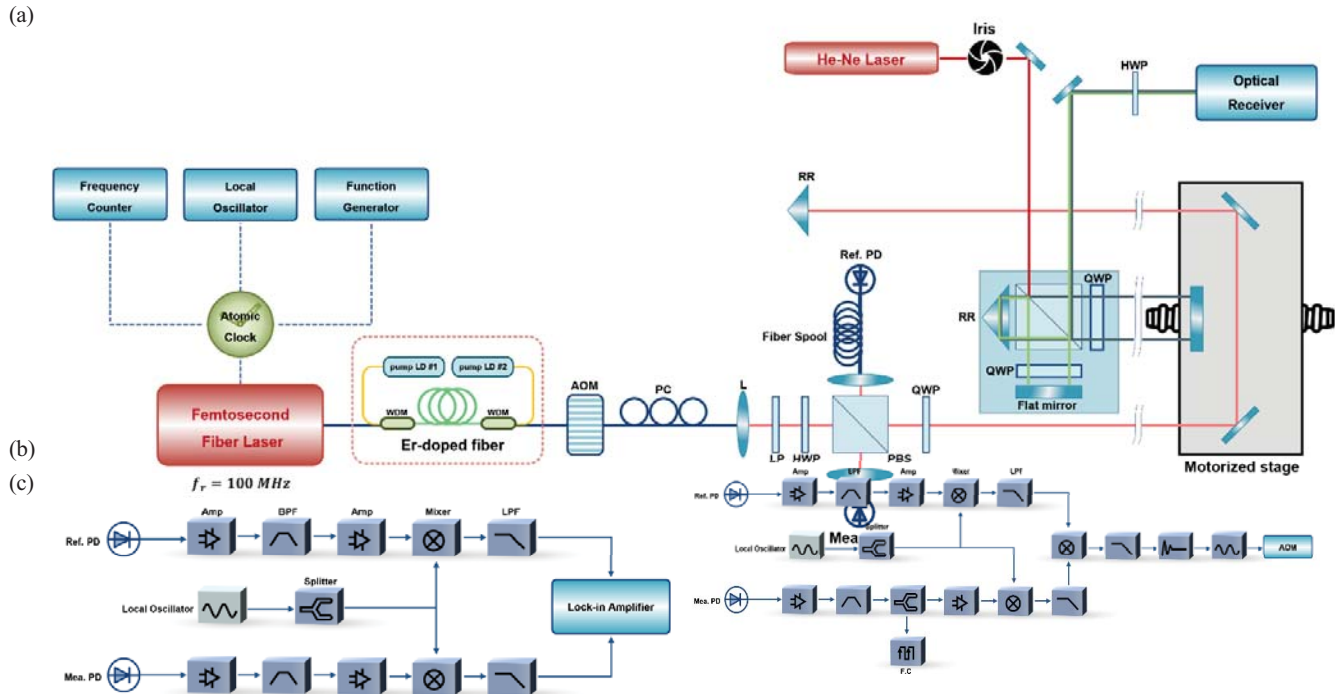 (a)
He-Ne Laser
Iris
HWP
Optical
Receiver
Frequency
Counter
Local
Oscillator
Function
Generator
RR
Ref. PD
Atomic
Clock
Fiber Spool
RR
QWP
QWP
Flat mirror
pump LD #1
pump LD #2
WDM
WDM
Er-doped fiber
AOM
PC
L
QWP
Femtosecond
Fiber Laser
LP
HWP
PBS
Motorized stage
(b)
(c)
f_r = 100 MHz
Amp
LPF
Amp
Mixer
LPF
Ref. PD
Mea
Splitter
Local Oscillator
AOM
Mea. PD
F.C
Amp
BPF
Amp
Mixer
LPF
Ref. PD
Splitter
Local Oscillator
Lock-in Amplifier
Mea. PD